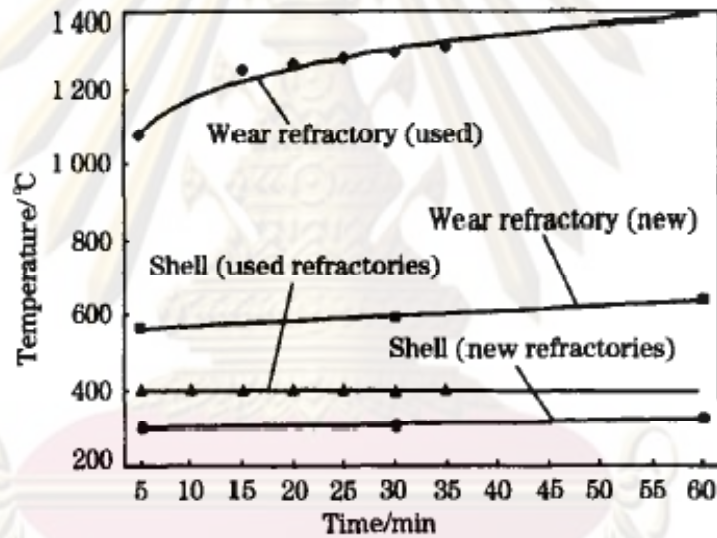 1 400
1 200
1 000
800
600
400
200
Temperature/℃
Wear refractory (used)
Wear refractory (new)
Shell (used refractories)
Shell (new refractories)
5 10 15 20 25 30 35 40 45 50 55 60
Time/min